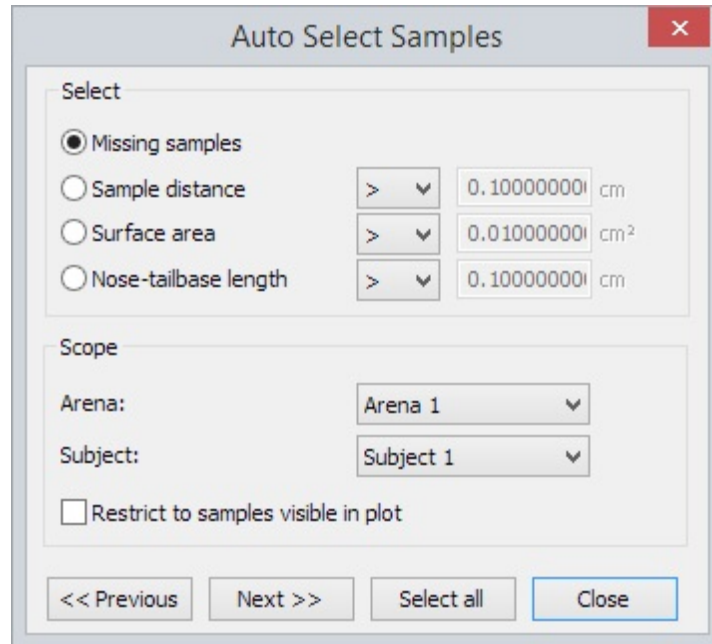 Auto Select Samples
Select
Missing samples
Sample distance > 0.10000000 cm
Surface area > 0.01000000 cm²
Nose-tailbase length > 0.10000000 cm
Scope
Arena: Arena 1
Subject: Subject 1
Restrict to samples visible in plot
<< Previous Next >> Select all Close